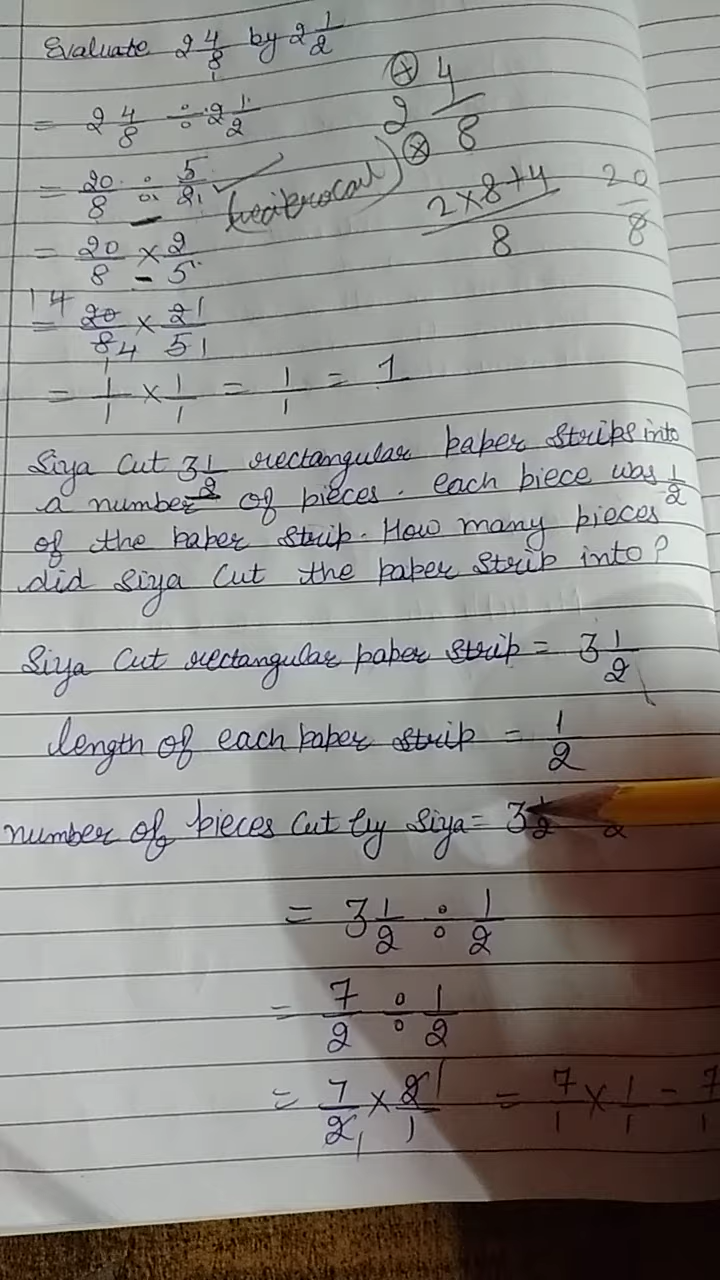 Evaluate 2 4/8 by 2 1/2
= 2 4/8 ÷ 2 1/2
= 20/8 ÷ 5/2 (reciprocal)
= 20/8 × 2/5
= 20/8 × 2/5
14 4 1 1
= 1/1 × 1/1 = 1/1 = 1
2 4/8
(2×8+4)/8 20/8
Siya cut 3 1/2 rectangular paper strips into
a number of pieces. each piece was 1/2
of the paper strip. How many pieces
did Siya cut the paper strip into?
Siya cut rectangular paper strip = 3 1/2
length of each paper strip = 1/2
number of pieces cut by Siya = 3 1/2
= 3 1/2 ÷ 1/2
= 7/2 ÷ 1/2
= 7/2 × 2/1 = 7/1 × 1/1 = 7/1